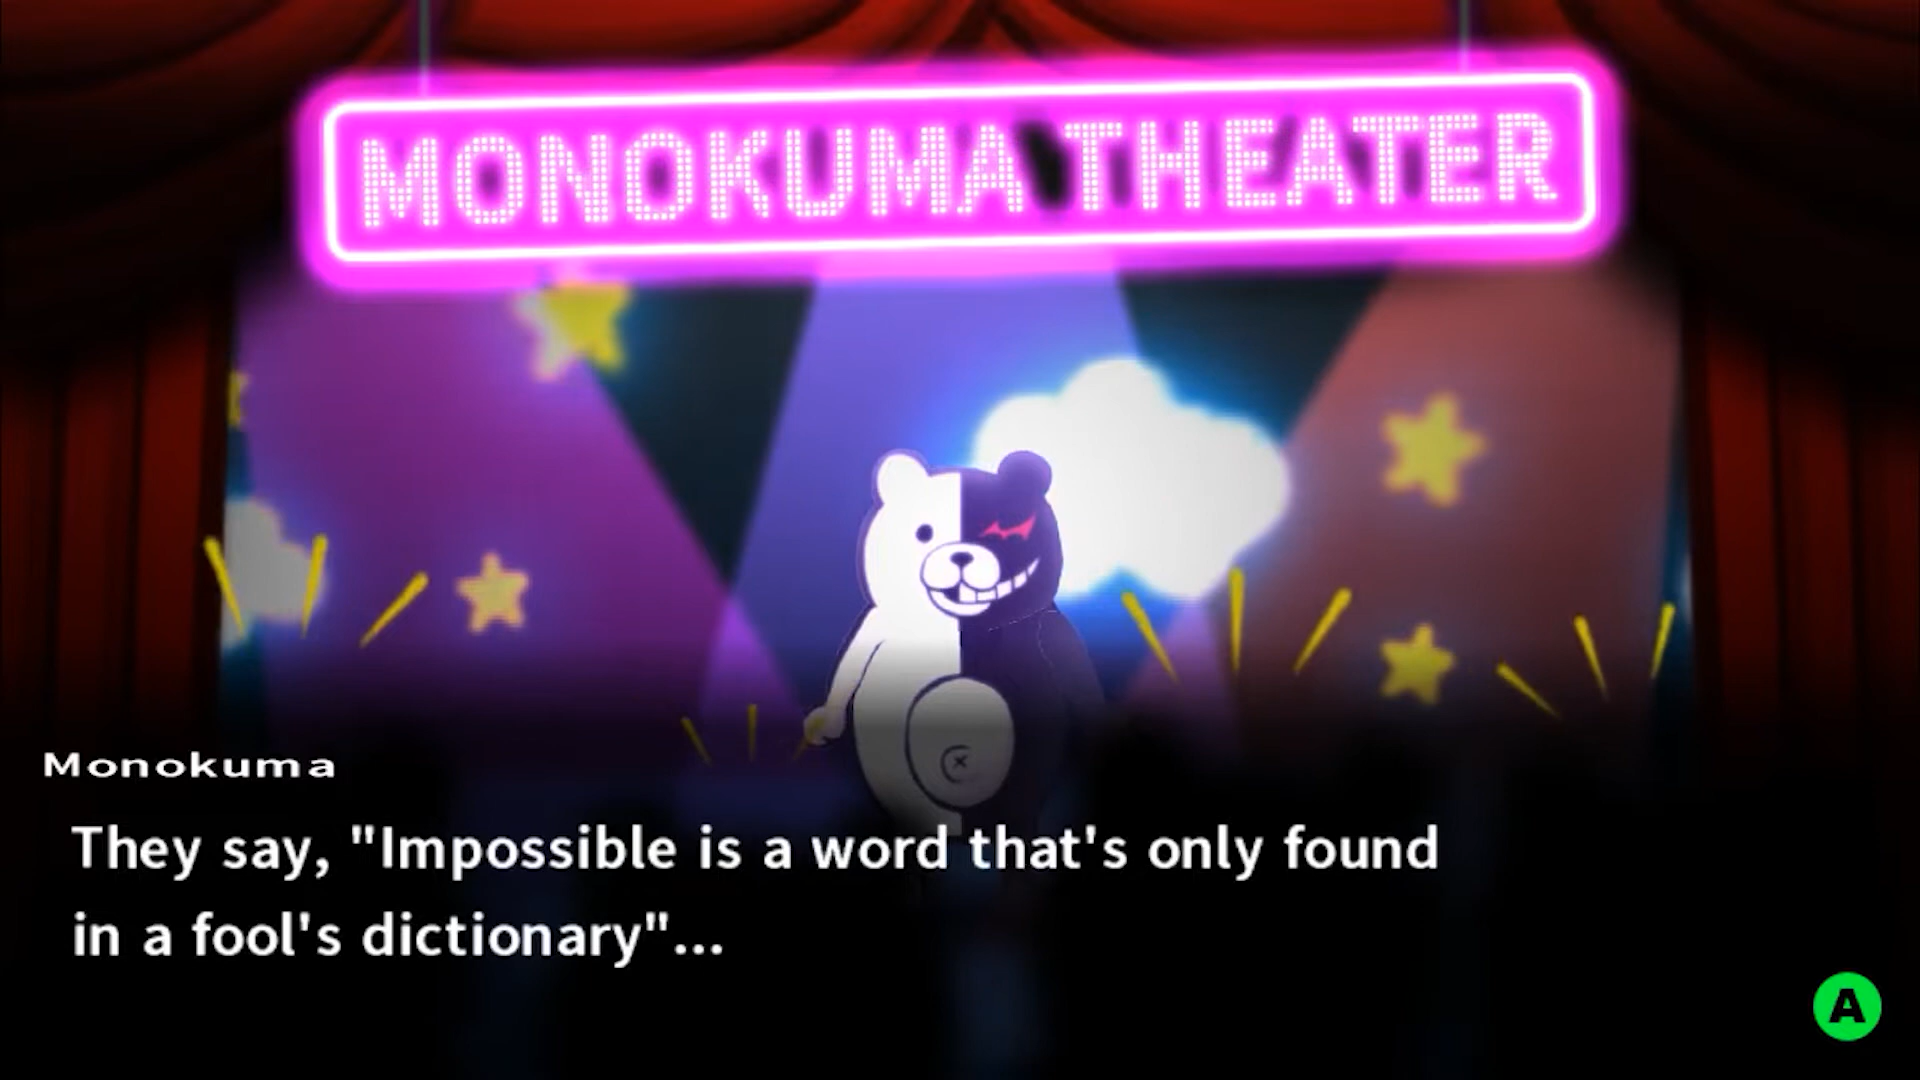 MONOKUMA THEATER
Monokuma
They say, "Impossible is a word that's only found
in a fool's dictionary"...
A